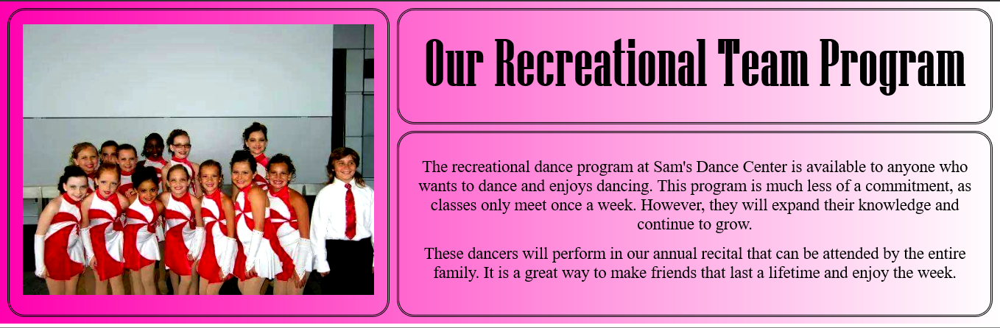 Our Recreational Team Program
The recreational dance program at Sam's Dance Center is available to anyone who
wants to dance and enjoys dancing. This program is much less of a commitment, as
classes only meet once a week. However, they will expand their knowledge and
continue to grow.
These dancers will perform in our annual recital that can be attended by the entire
family. It is a great way to make friends that last a lifetime and enjoy the week.